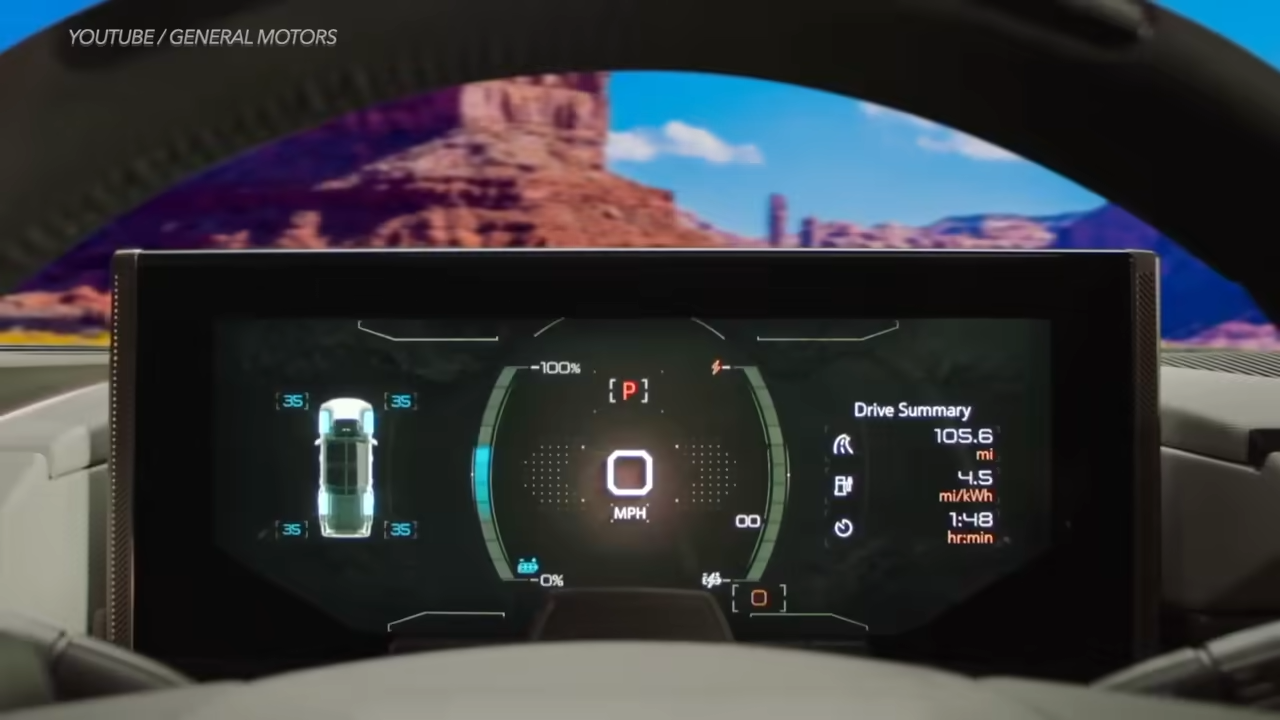 YOUTUBE / GENERAL MOTORS
100%
P
35
35
Drive Summary
105.6
mi
4.5
mi/kWh
0
MPH
35
35
00
1:48
hr:min
0%